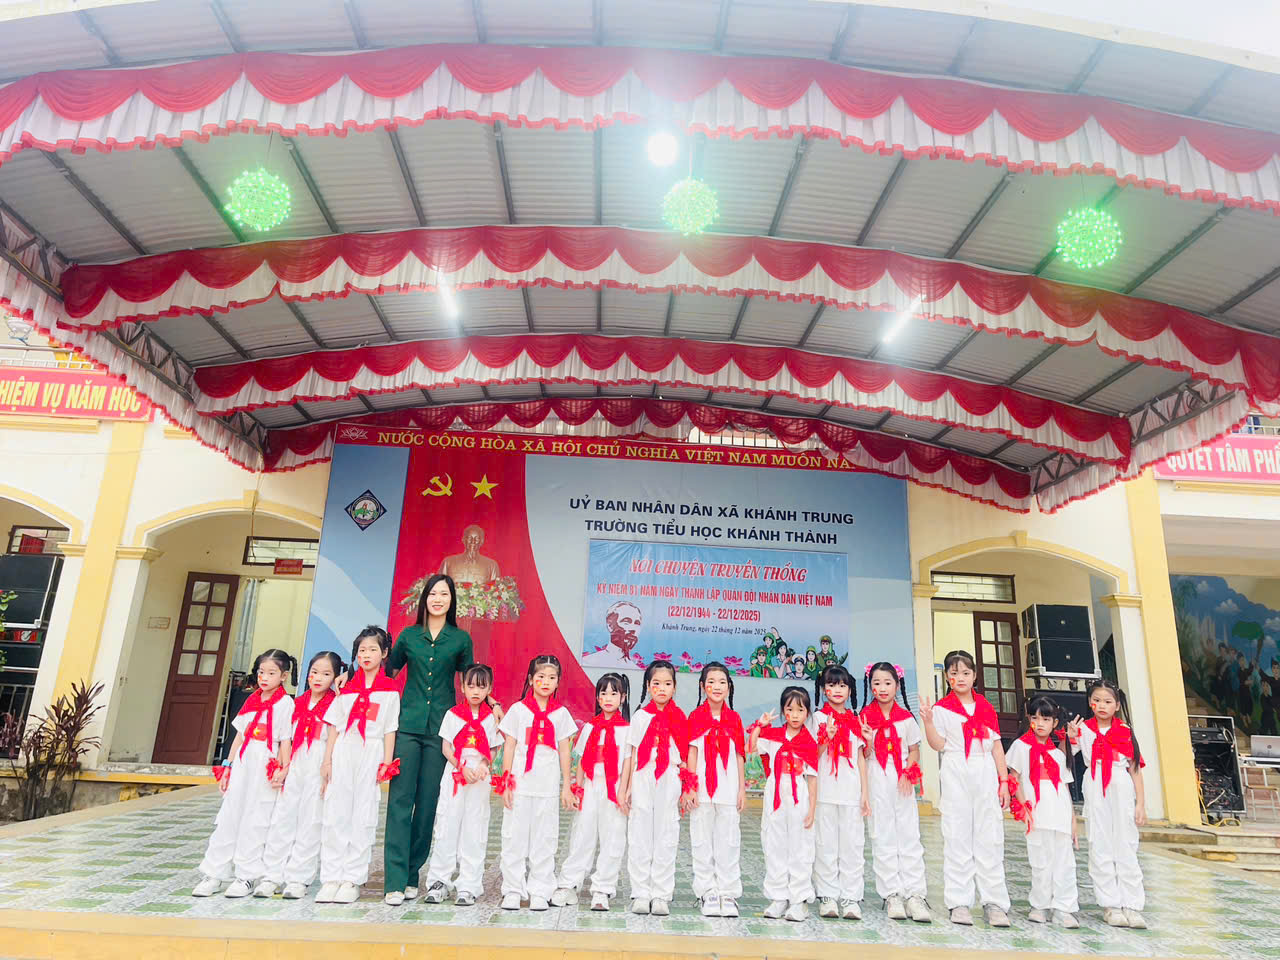 HIỆM VỤ NĂM HỌC
NƯỚC CỘNG HÒA XÃ HỘI CHỦ NGHĨA VIỆT NAM MUÔN NĂ
QUYẾT TÂM PHẤ
UỶ BAN NHÂN DÂN XÃ KHÁNH TRUNG
TRƯỜNG TIỂU HỌC KHÁNH THÀNH
NÓI CHUYỆN TRUYỀN THỐNG
KỶ NIỆM 81 NĂM NGÀY THÀNH LẬP QUÂN ĐỘI NHÂN DÂN VIỆT NAM
(22/12/1944 - 22/12/2025)
Khánh Trung, ngày 22 tháng 12 năm 2025